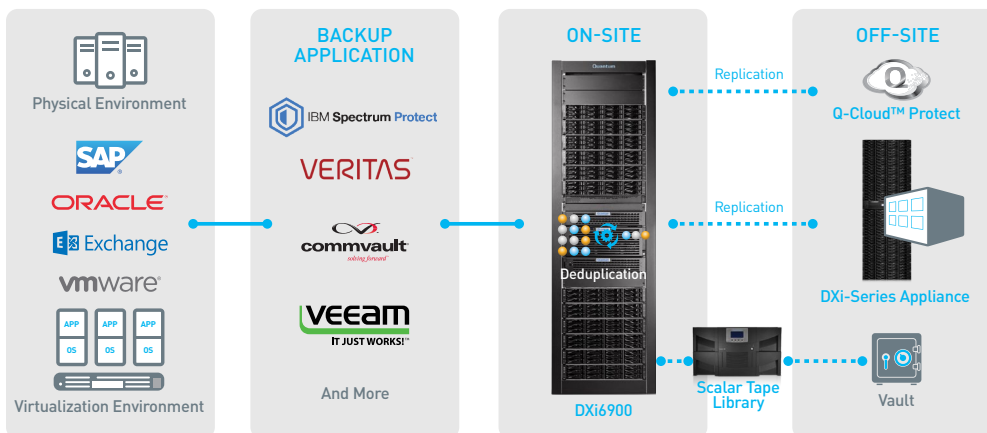 Physical Environment
SAP
ORACLE
Exchange
vmware
APP
APP
APP
OS
OS
OS
Virtualization Environment
BACKUP
APPLICATION
IBM Spectrum Protect
VERITAS
commvault
solving forward™
VEEAM
IT JUST WORKS!™
And More
ON-SITE
Quantum
Deduplication
DXi6900
Replication
Replication
Scalar Tape
Library
OFF-SITE
Q
Q-Cloud™ Protect
DXi-Series Appliance
Vault